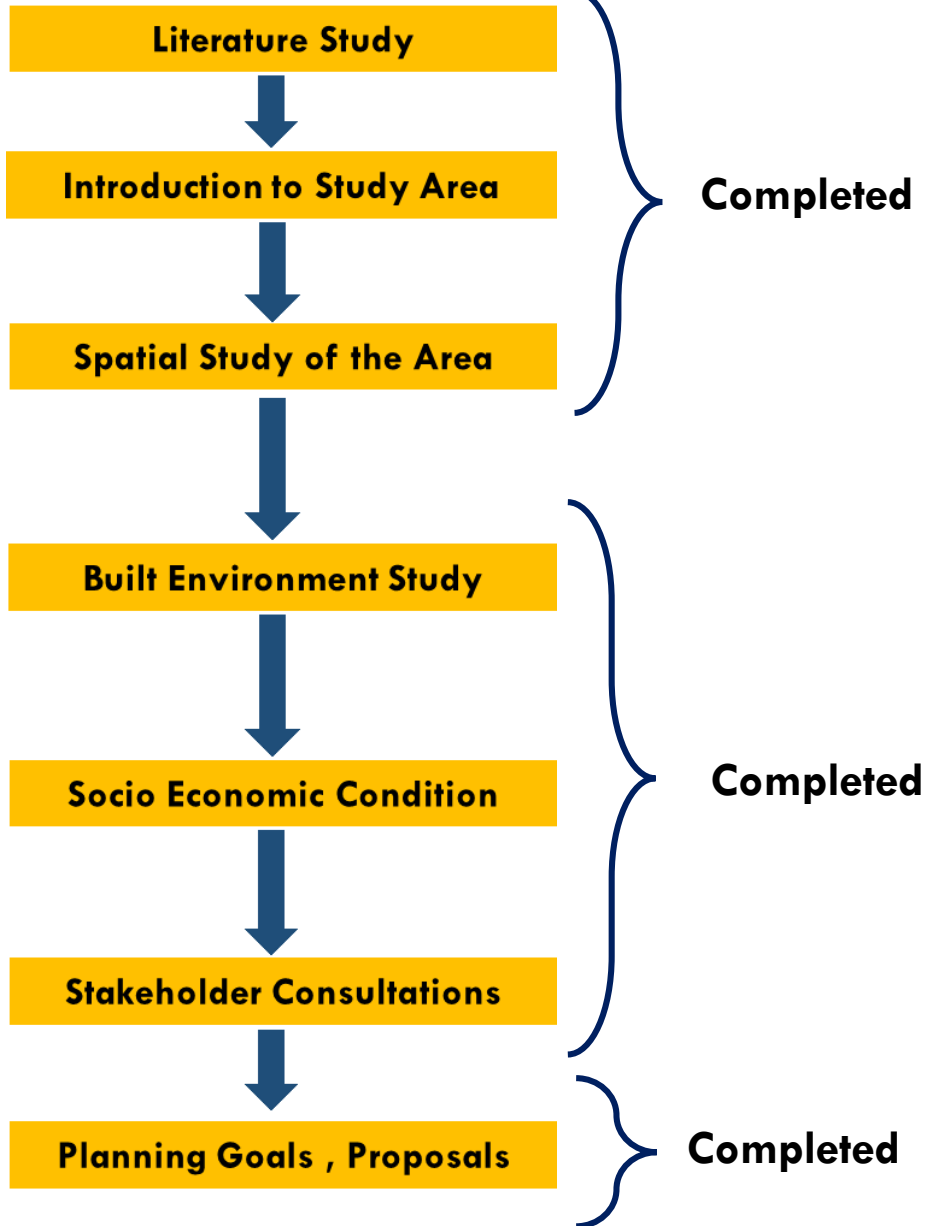 Literature Study
Introduction to Study Area
Completed
Spatial Study of the Area
Built Environment Study
Socio Economic Condition
Completed
Stakeholder Consultations
Planning Goals , Proposals
Completed